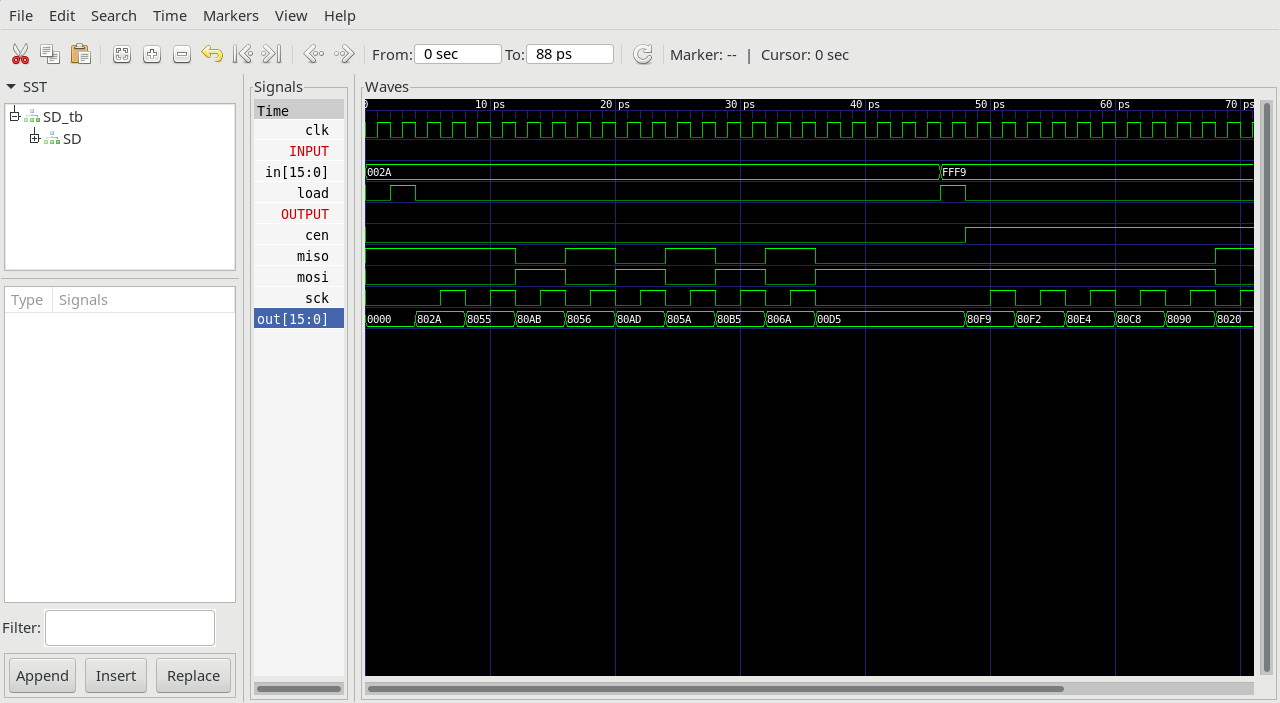 File Edit Search Time Markers View Help
From: 0 sec To: 88 ps Marker: -- | Cursor: 0 sec
SST
SD_tb
SD
Type Signals
Filter:
Append Insert Replace
Signals
Time
clk
INPUT
in[15:0]
load
OUTPUT
cen
miso
mosi
sck
out[15:0]
Waves
0 10 ps 20 ps 30 ps 40 ps 50 ps 60 ps 70 ps
002A FFF9
0000 802A 8055 80AB 8056 80AD 805A 80B5 806A 00D5 80F9 80F2 80E4 80C8 8090 8020